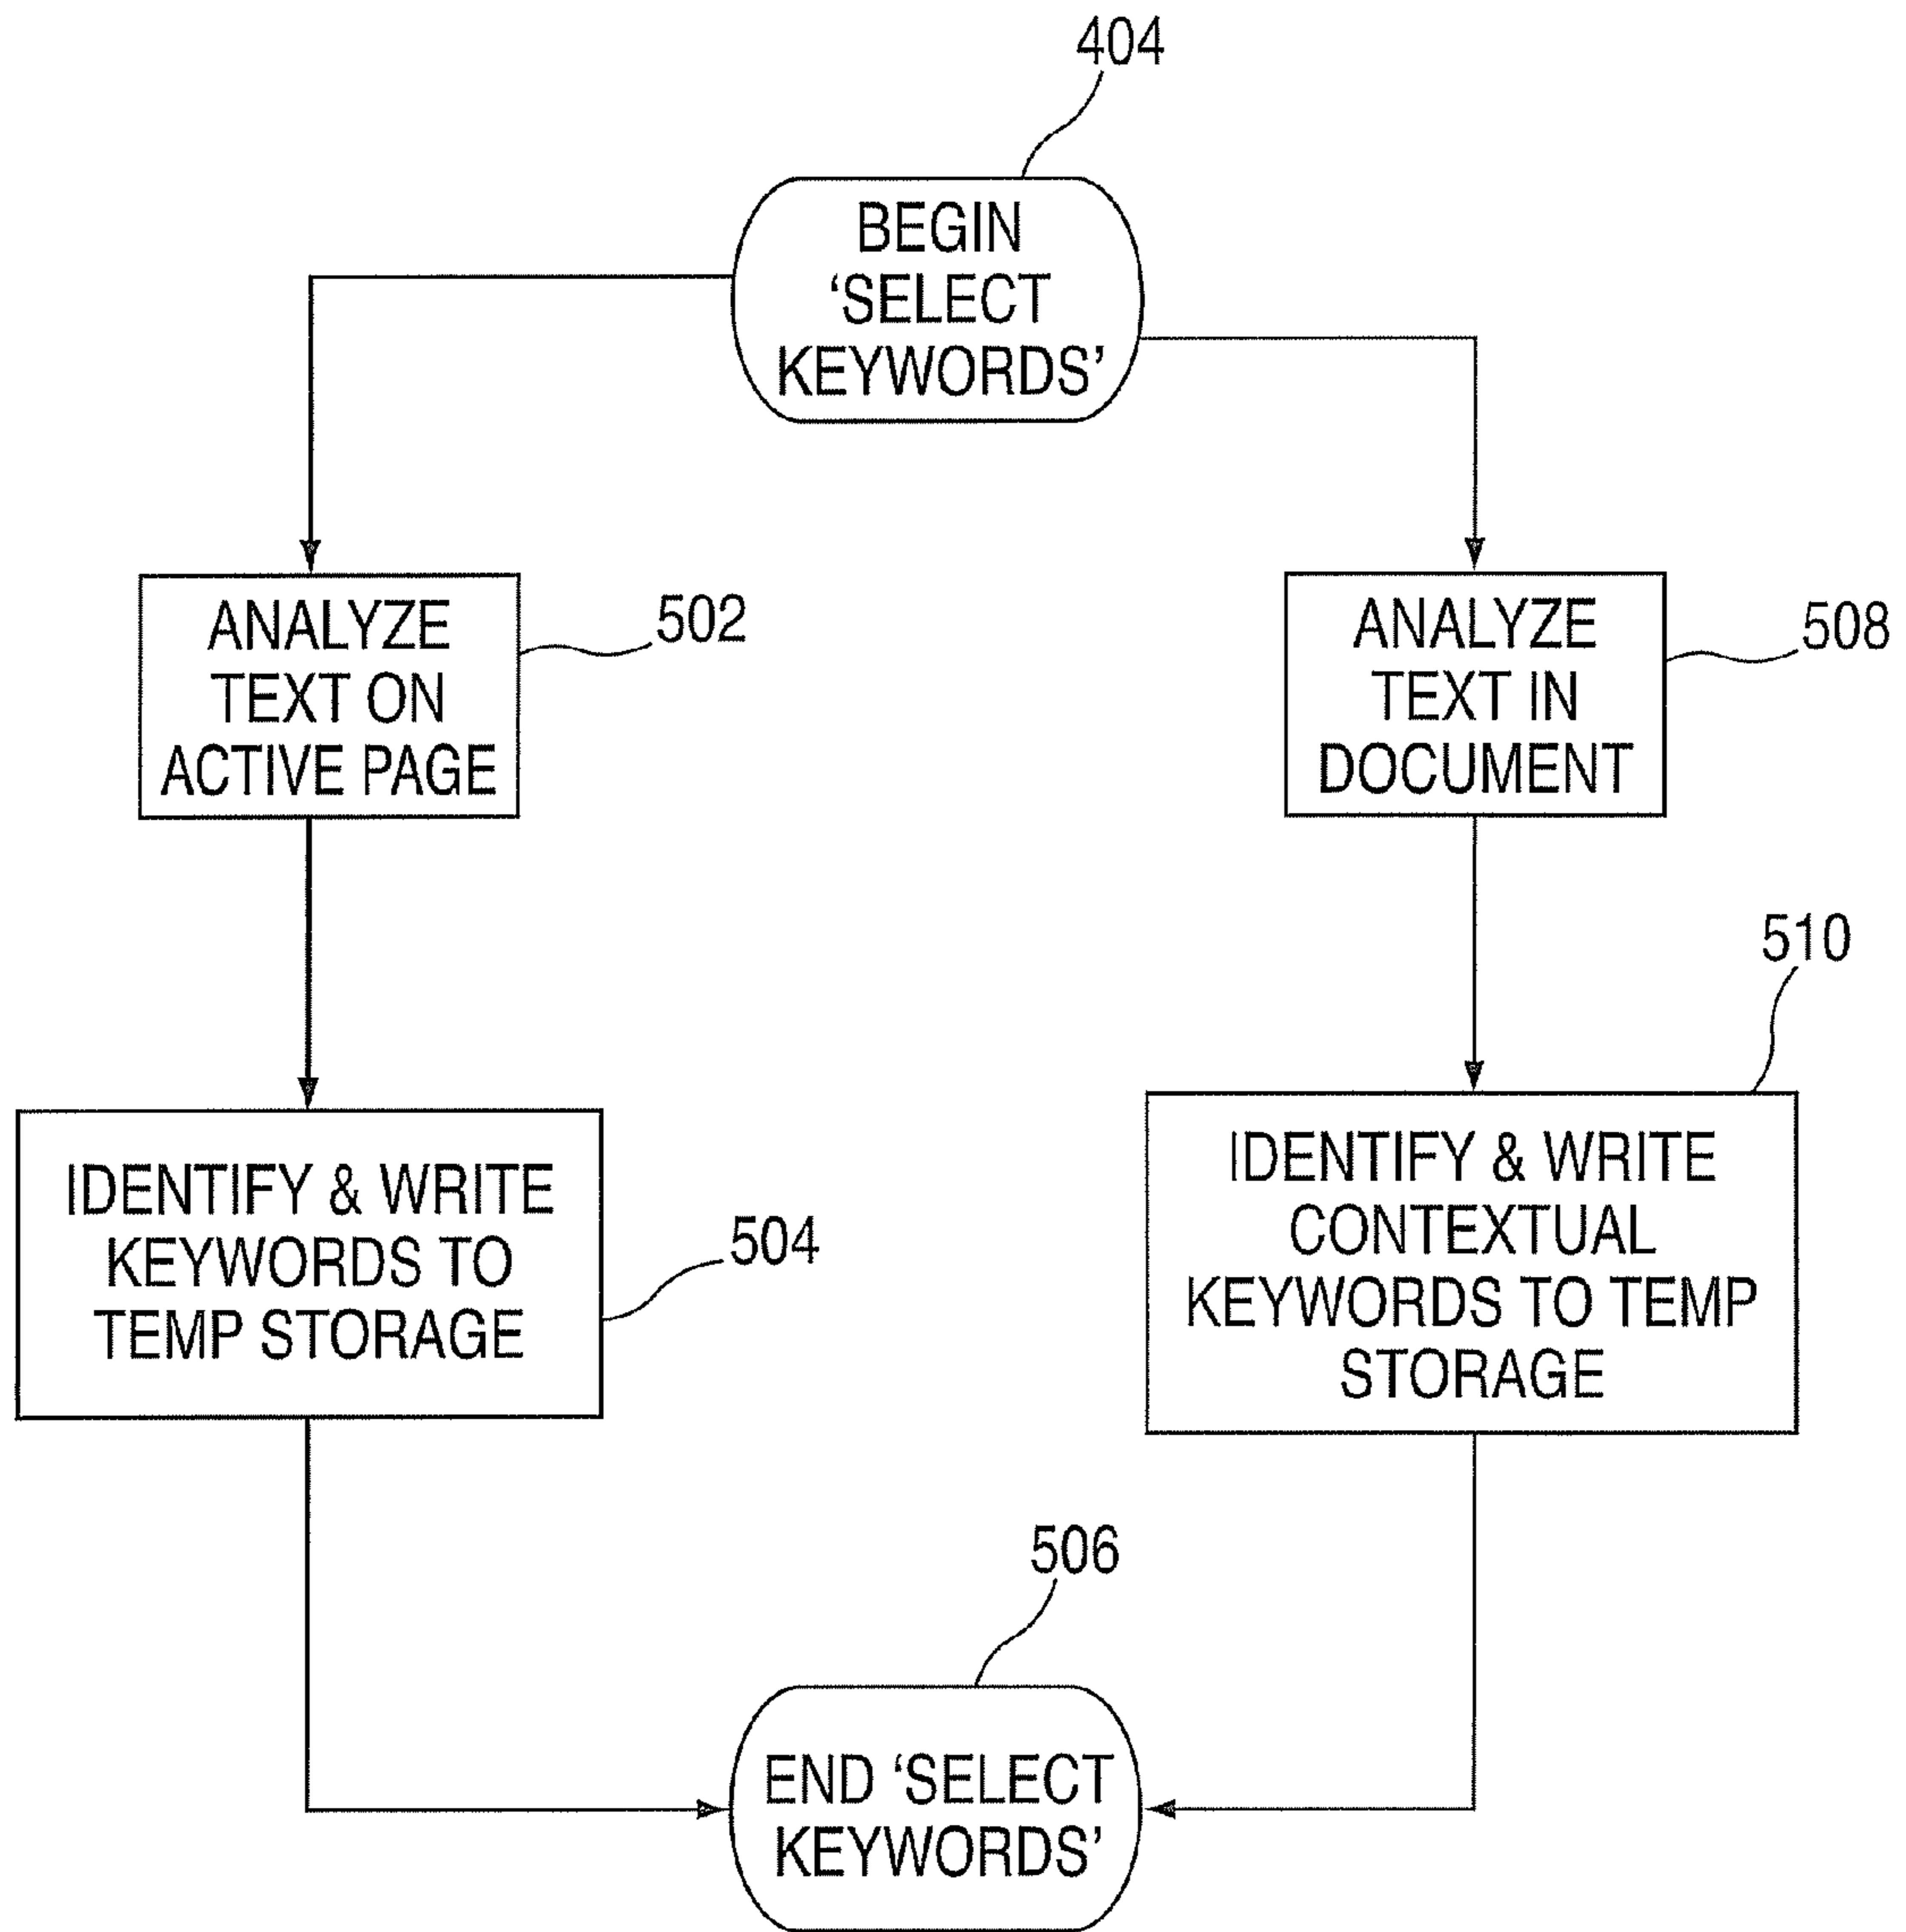 404
BEGIN
‘SELECT
KEYWORDS’
ANALYZE
TEXT ON
ACTIVE PAGE
502
ANALYZE
TEXT IN
DOCUMENT
508
IDENTIFY & WRITE
KEYWORDS TO
TEMP STORAGE
504
510
IDENTIFY & WRITE
CONTEXTUAL
KEYWORDS TO TEMP
STORAGE
506
END ‘SELECT
KEYWORDS’